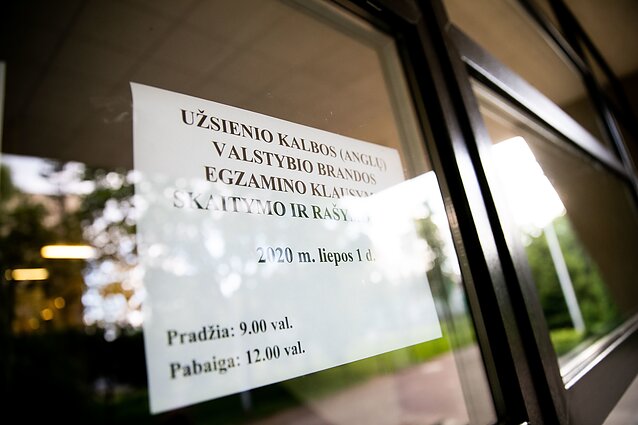 UŽSIENIO KALBOS (ANGLŲ)
VALSTYBIO BRANDOS
EGZAMINO
SKAITYMO IR
2020 m. liepos 1 d.
Pradžia: 9.00 val.
Pabaiga: 12.00 val.